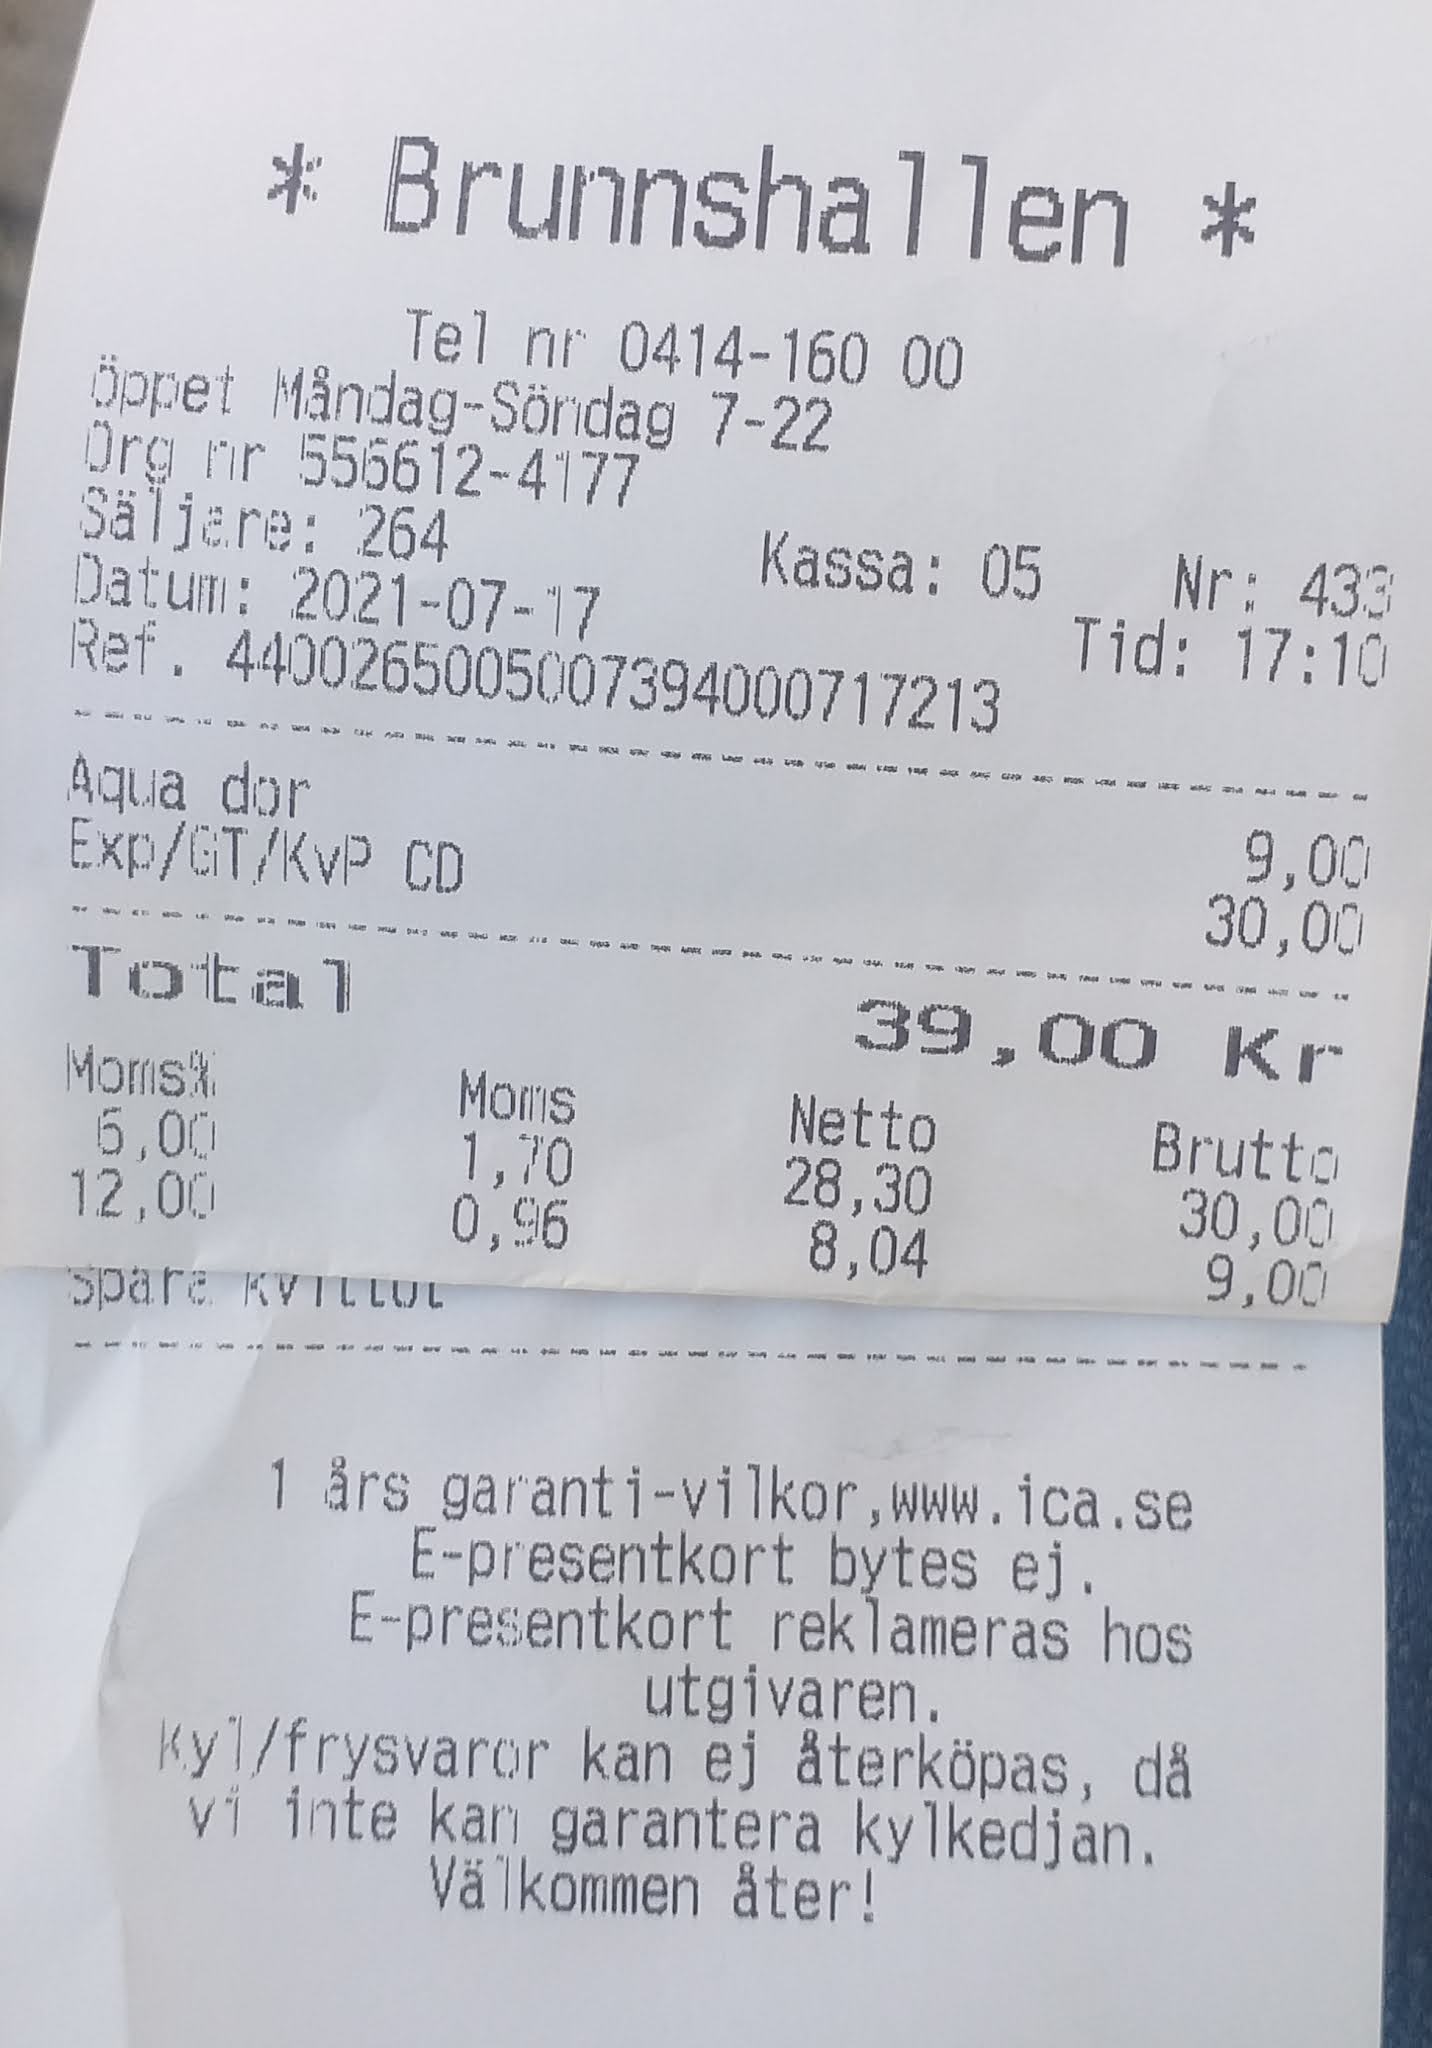 * Brunnshallen *
Tel nr 0414-160 00
Öppet Måndag-Söndag 7-22
Org nr 556612-4177
Säljare: 264 Kassa: 05 Nr: 433
Datum: 2021-07-17 Tid: 17:10
Ref. 4400265005007394000717213
Aqua dor 9,00
Exp/GT/KvP CD 30,00
Total 39,00 Kr
Moms% Moms Netto Brutto
6,00 1,70 28,30 30,00
12,00 0,96 8,04 9,00
Spara kvittot
1 års garanti-vilkor,www.ica.se
E-presentkort bytes ej.
E-presentkort reklameras hos
utgivaren.
Kyl/frysvaror kan ej återköpas, då
vi inte kan garantera kylkedjan.
Välkommen åter!